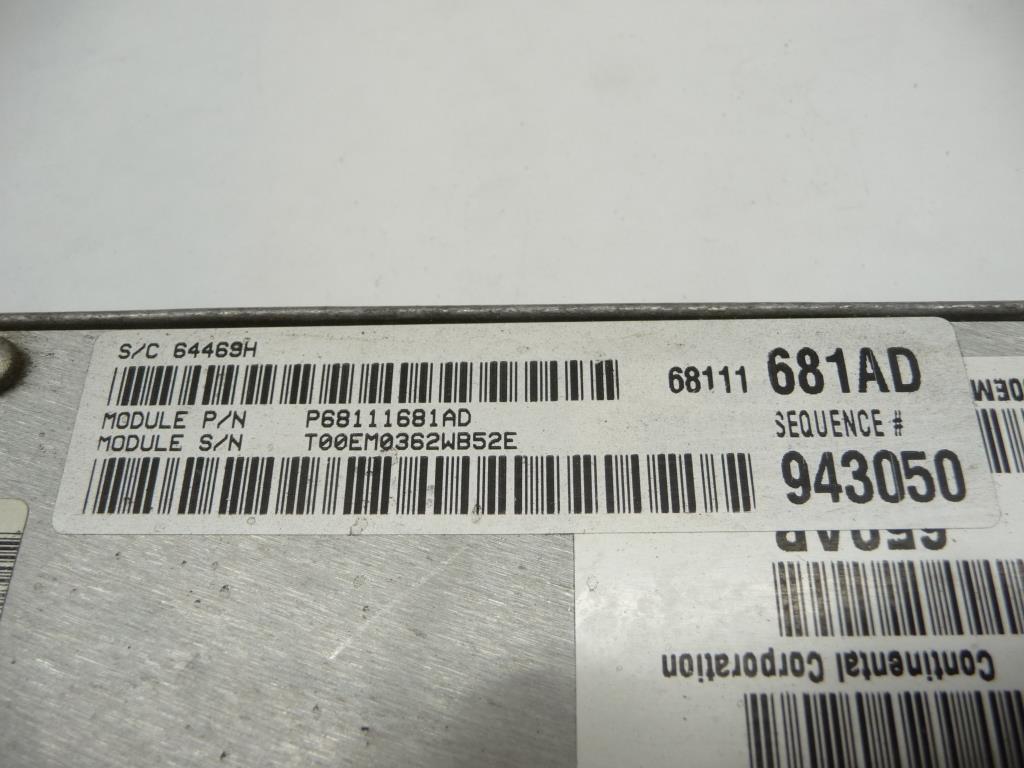 S/C 64469H
68111 681AD
MODULE P/N P68111681AD
MODULE S/N T00EM0362WB52E
SEQUENCE #
943050
Continental Corporation